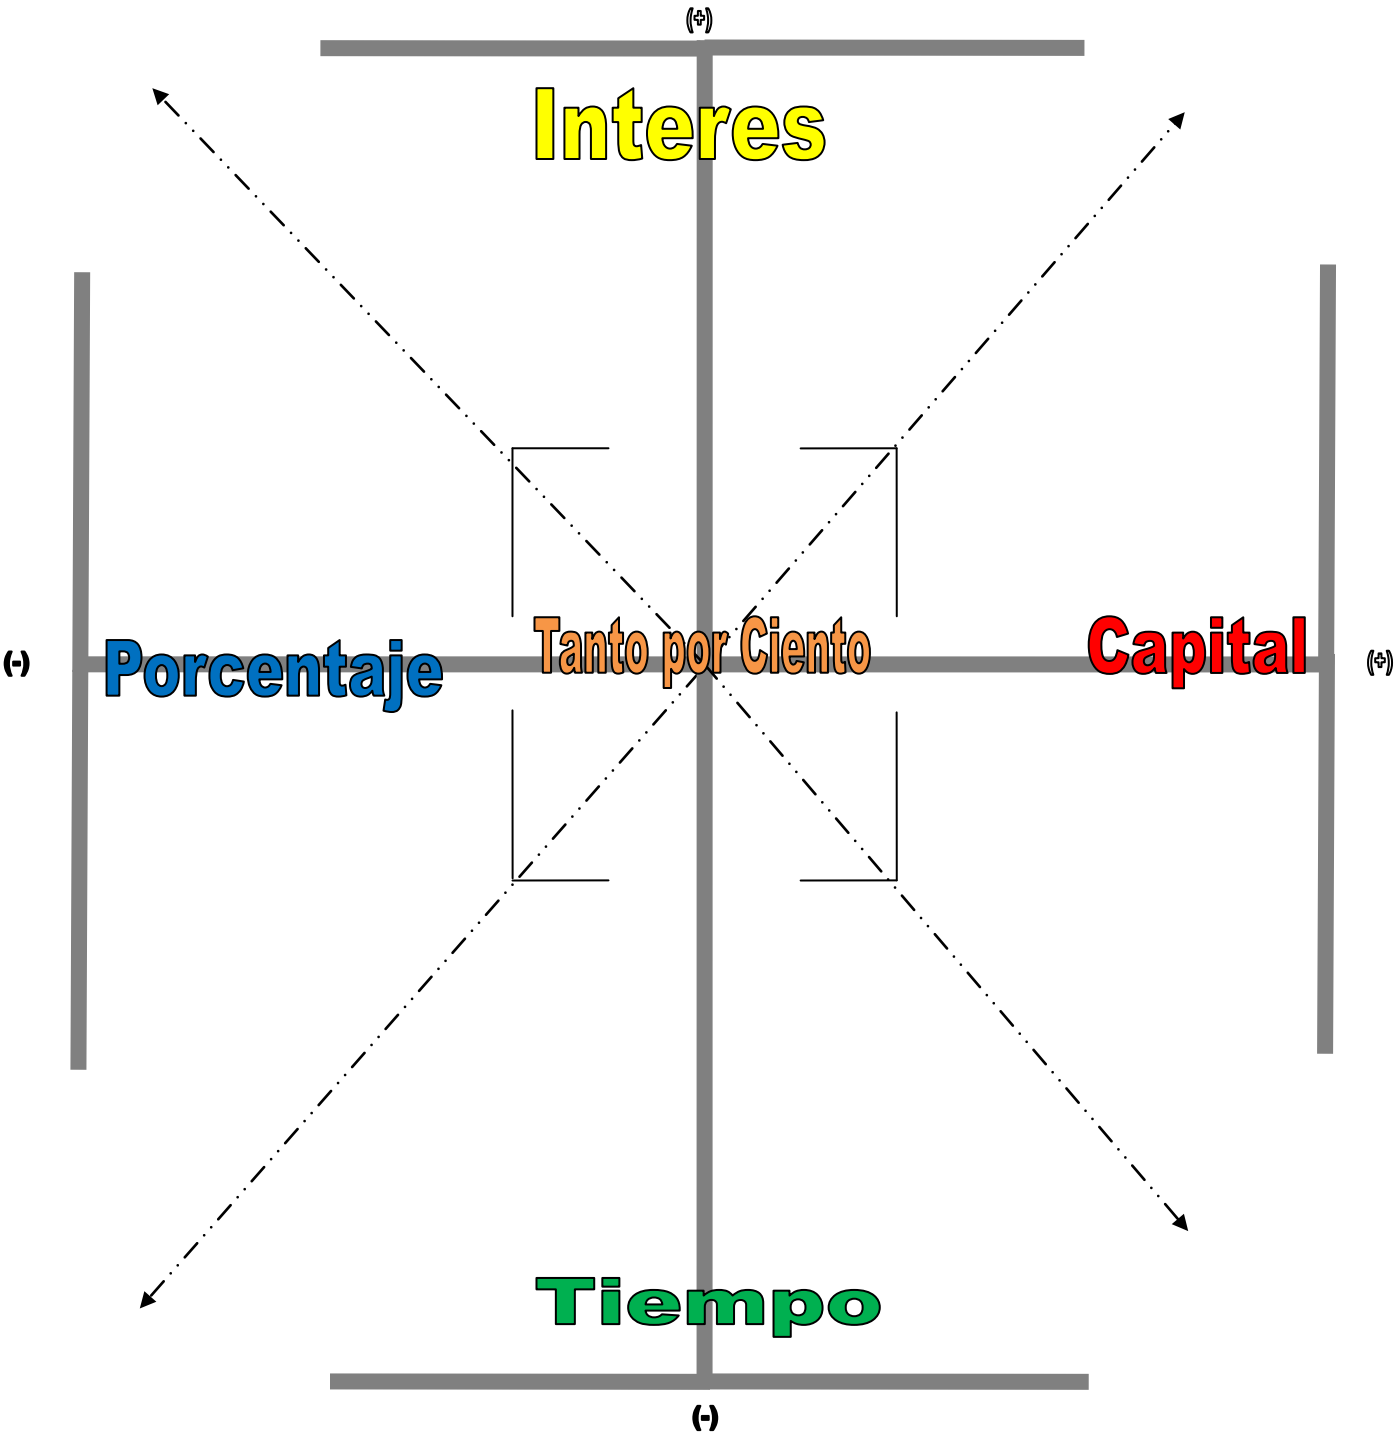 (+)
Interes
Tanto por Ciento
Capital
Porcentaje
(-)
(+)
Tiempo
(-)